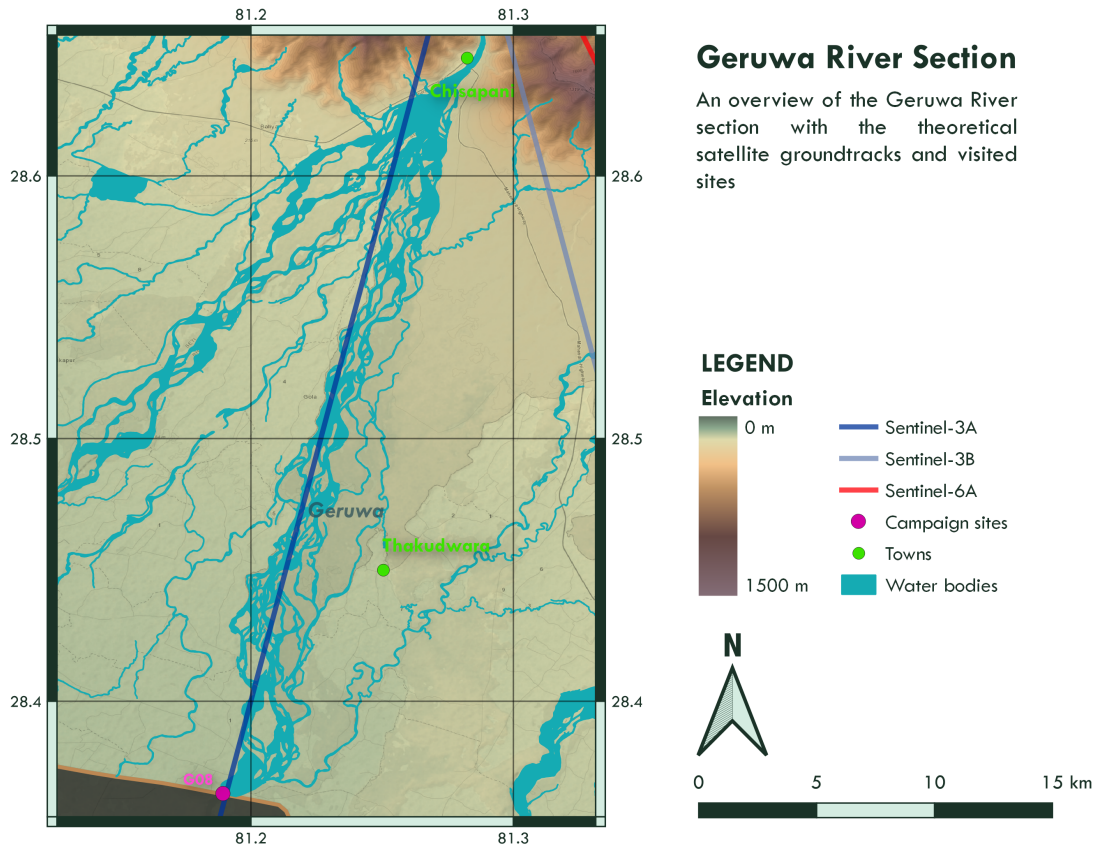 81.2 81.3
Geruwa River Section
An overview of the Geruwa River
section with the theoretical
satellite groundtracks and visited
sites
Chisapani
28.6 28.6
LEGEND
Elevation
0 m
1500 m
Sentinel-3A
Sentinel-3B
Sentinel-6A
Campaign sites
Towns
Water bodies
28.5 28.5
Geruwa
Thakudwara
N
28.4 28.4
G08
0 5 10 15 km
81.2 81.3